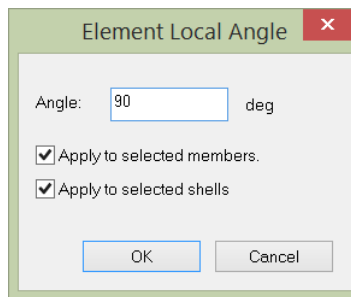 Element Local Angle
Angle: 90 deg
Apply to selected members.
Apply to selected shells
OK Cancel